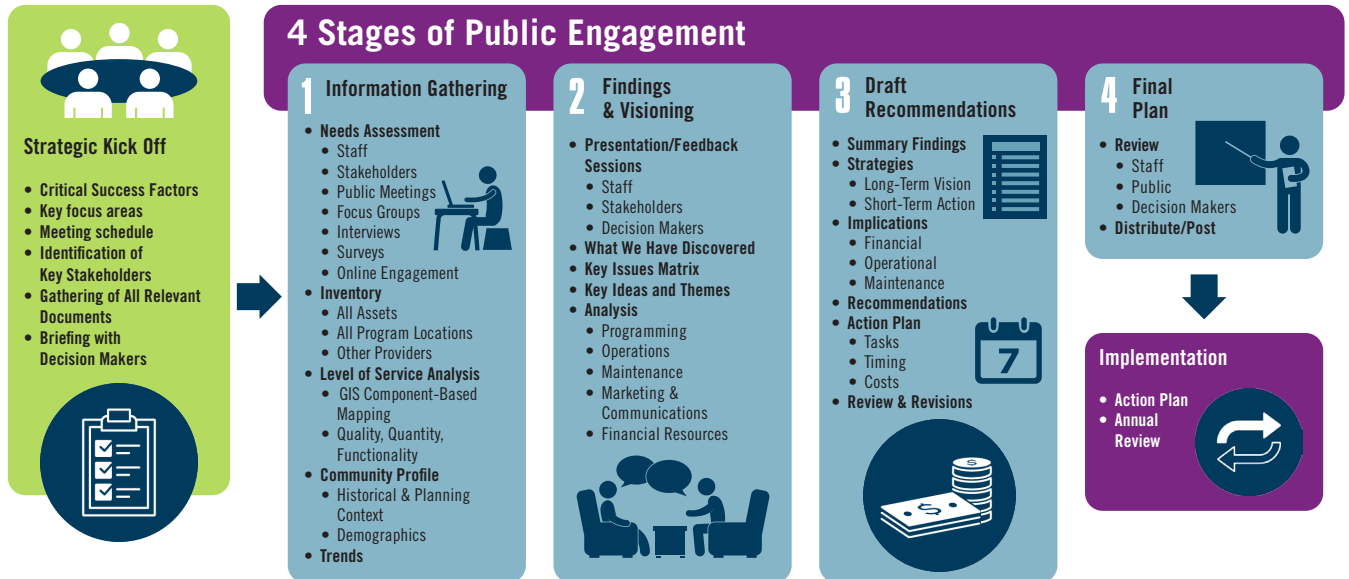 Strategic Kick Off
• Critical Success Factors
• Key focus areas
• Meeting schedule
• Identification of
Key Stakeholders
• Gathering of All Relevant
Documents
• Briefing with
Decision Makers
4 Stages of Public Engagement
1 Information Gathering
• Needs Assessment
• Staff
• Stakeholders
• Public Meetings
• Focus Groups
• Interviews
• Surveys
• Online Engagement
• Inventory
• All Assets
• All Program Locations
• Other Providers
• Level of Service Analysis
• GIS Component-Based
Mapping
• Quality, Quantity,
Functionality
• Community Profile
• Historical & Planning
Context
• Demographics
• Trends
2 Findings
& Visioning
• Presentation/Feedback
Sessions
• Staff
• Stakeholders
• Decision Makers
• What We Have Discovered
• Key Issues Matrix
• Key Ideas and Themes
• Analysis
• Programming
• Operations
• Maintenance
• Marketing &
Communications
• Financial Resources
3 Draft
Recommendations
• Summary Findings
• Strategies
• Long-Term Vision
• Short-Term Action
• Implications
• Financial
• Operational
• Maintenance
• Recommendations
• Action Plan
• Tasks
• Timing
• Costs
• Review & Revisions
7
$
$
4 Final
Plan
• Review
• Staff
• Public
• Decision Makers
• Distribute/Post
Implementation
• Action Plan
• Annual
Review